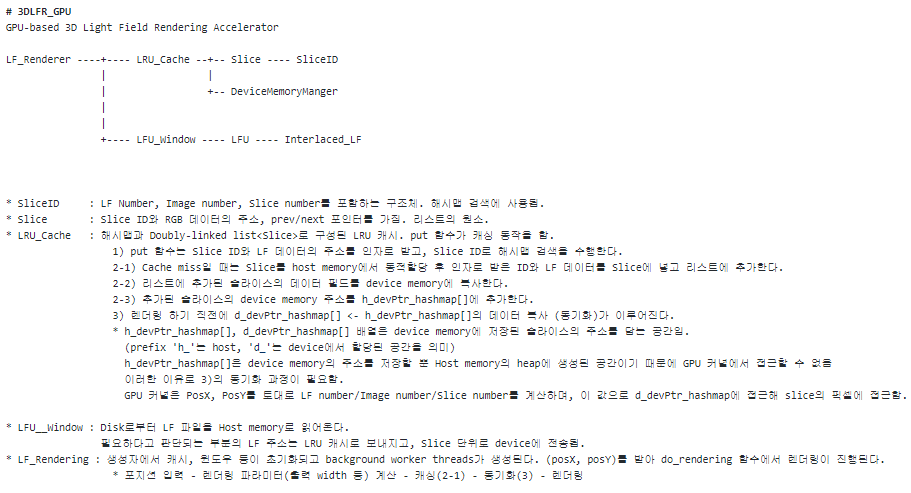 # 3DLFR_GPU
GPU-based 3D Light Field Rendering Accelerator
LF_Renderer ----+---- LRU_Cache --+-- Slice ---- SliceID
|                 |
|                 +-- DeviceMemoryManger
|
|
+---- LFU_Window ---- LFU ---- Interlaced_LF
* SliceID     : LF Number, Image number, Slice number를 포함하는 구조체. 해시맵 검색에 사용됨.
* Slice       : Slice ID와 RGB 데이터의 주소, prev/next 포인터를 가짐. 리스트의 원소.
* LRU_Cache   : 해시맵과 Doubly-linked list<Slice>로 구성된 LRU 캐시. put 함수가 캐싱 동작을 함.
1) put 함수는 Slice ID와 LF 데이터의 주소를 인자로 받고, Slice ID로 해시맵 검색을 수행한다.
2-1) Cache miss일 때는 Slice를 host memory에서 동적할당 후 인자로 받은 ID와 LF 데이터를 Slice에 넣고 리스트에 추가한다.
2-2) 리스트에 추가된 슬라이스의 데이터 필드를 device memory에 복사한다.
2-3) 추가된 슬라이스의 device memory 주소를 h_devPtr_hashmap[]에 추가한다.
3) 렌더링 하기 직전에 d_devPtr_hashmap[] <- h_devPtr_hashmap[]의 데이터 복사 (동기화)가 이루어진다.
* h_devPtr_hashmap[], d_devPtr_hashmap[] 배열은 device memory에 저장된 슬라이스의 주소를 담는 공간임.
(prefix 'h_'는 host, 'd_'는 device에서 할당된 공간을 의미)
h_devPtr_hashmap[]은 device memory의 주소를 저장할 뿐 Host memory의 heap에 생성된 공간이기 때문에 GPU 커널에서 접근할 수 없음
이러한 이유로 3)의 동기화 과정이 필요함.
GPU 커널은 PosX, PosY를 토대로 LF number/Image number/Slice number를 계산하며, 이 값으로 d_devPtr_hashmap에 접근해 slice의 픽셀에 접근함.
* LFU__Window : Disk로부터 LF 파일을 Host memory로 읽어온다.
필요하다고 판단되는 부분의 LF 주소는 LRU 캐시로 보내지고, Slice 단위로 device에 전송됨.
* LF_Rendering : 생성자에서 캐시, 윈도우 등이 초기화되고 background worker threads가 생성된다. (posX, posY)를 받아 do_rendering 함수에서 렌더링이 진행된다.
* 포지션 입력 - 렌더링 파라미터(출력 width 등) 계산 - 캐싱(2-1) - 동기화(3) - 렌더링